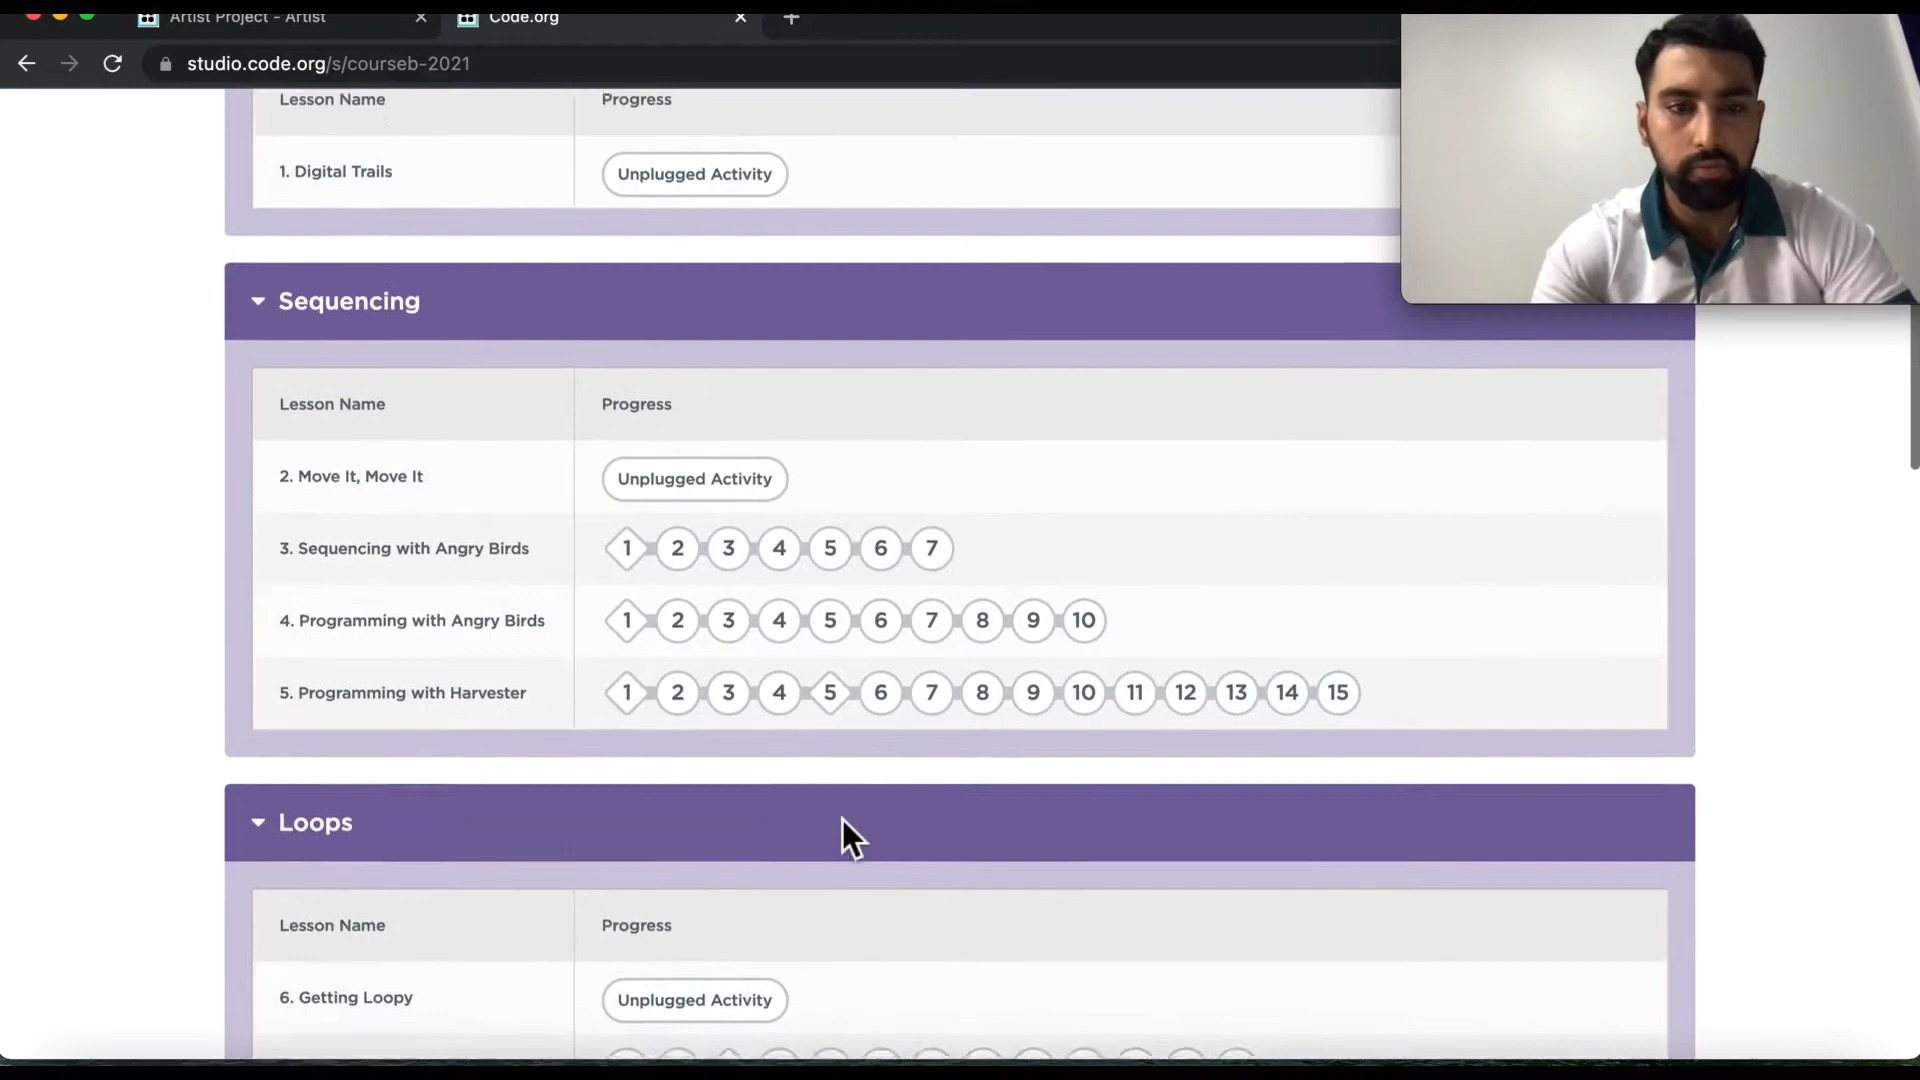 Artist Project - Artist
Code.org
studio.code.org/s/courseb-2021
Lesson Name Progress
1. Digital Trails Unplugged Activity
Sequencing
Lesson Name Progress
2. Move It, Move It Unplugged Activity
3. Sequencing with Angry Birds 1 2 3 4 5 6 7
4. Programming with Angry Birds 1 2 3 4 5 6 7 8 9 10
5. Programming with Harvester 1 2 3 4 5 6 7 8 9 10 11 12 13 14 15
Loops
Lesson Name Progress
6. Getting Loopy Unplugged Activity